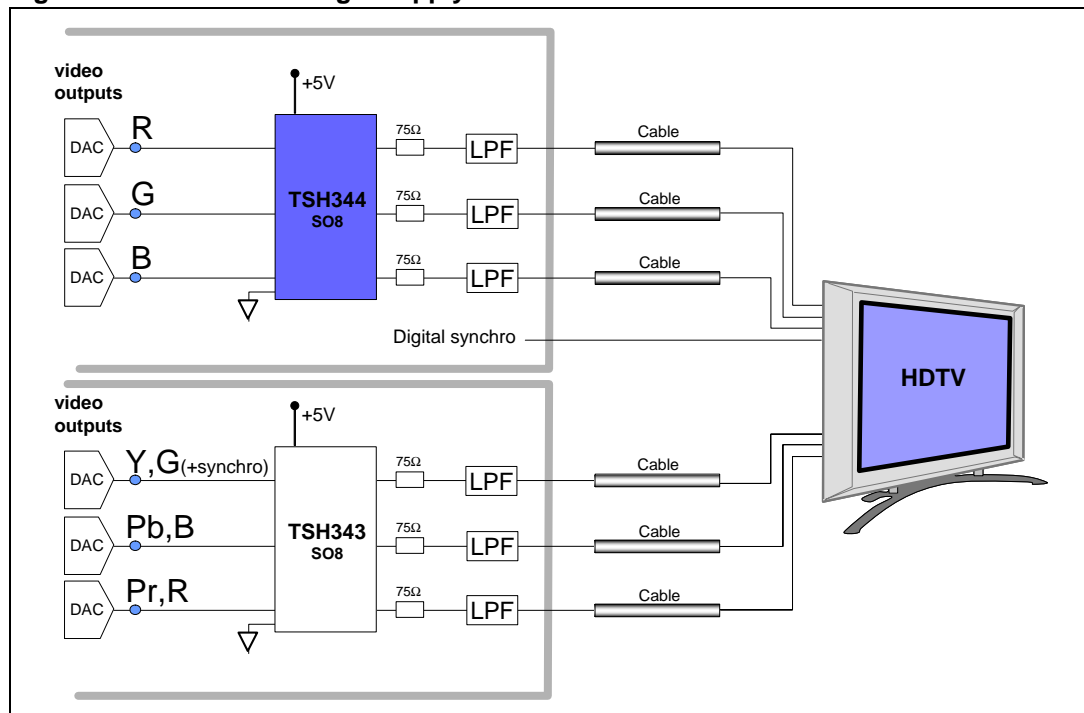 video
outputs
+5V
DAC R 75Ω LPF Cable
DAC G TSH344 75Ω LPF Cable
SO8
DAC B 75Ω LPF Cable
Digital synchro
HDTV
video
outputs
+5V
DAC Y,G(+synchro) 75Ω LPF Cable
DAC Pb,B TSH343 75Ω LPF Cable
SO8
DAC Pr,R 75Ω LPF Cable